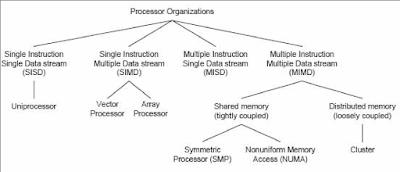 Processor Organizations
Single Instruction
Single Data stream
(SISD)
Single Instruction
Multiple Data stream
(SIMD)
Multiple Instruction
Single Data stream
(MISD)
Multiple Instruction
Multiple Data stream
(MIMD)
Uniprocessor
Vector
Processor
Array
Processor
Shared memory
(tightly coupled)
Distributed memory
(loosely coupled)
Symmetric
Processor (SMP)
Nonuniform Memory
Access (NUMA)
Cluster